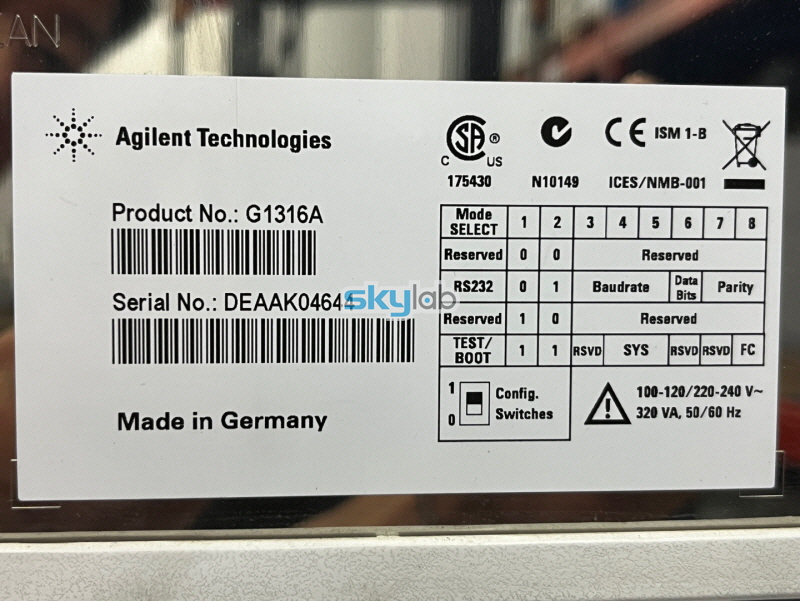 Agilent Technologies
Product No.: G1316A
Serial No.: DEAAK04644
Made in Germany
skylab
CSA ®
C US
175430
N10149
CE ISM 1-B
ICES/NMB-001
Mode SELECT 1 2 3 4 5 6 7 8
Reserved 0 0 Reserved
RS232 0 1 Baudrate Data Bits Parity
Reserved 1 0 Reserved
TEST/BOOT 1 1 RSVD SYS RSVD RSVD FC
1
0
Config.
Switches
100-120/220-240 V~
320 VA, 50/60 Hz